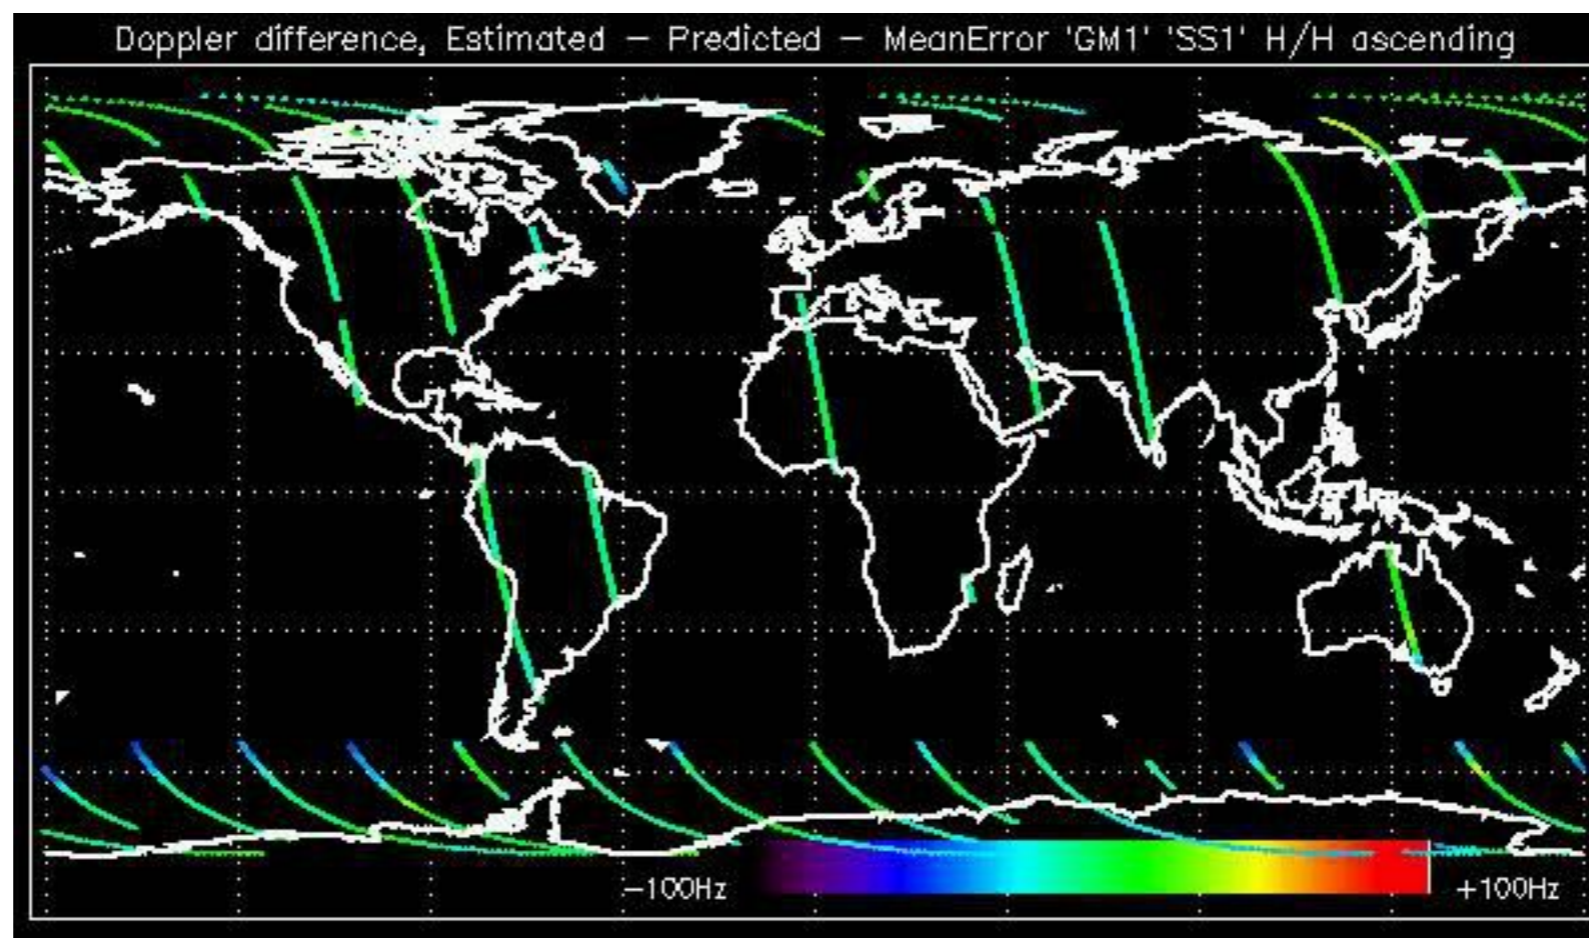 Doppler difference, Estimated – Predicted – MeanError 'GM1' 'SS1' H/H ascending
–100Hz
+100Hz